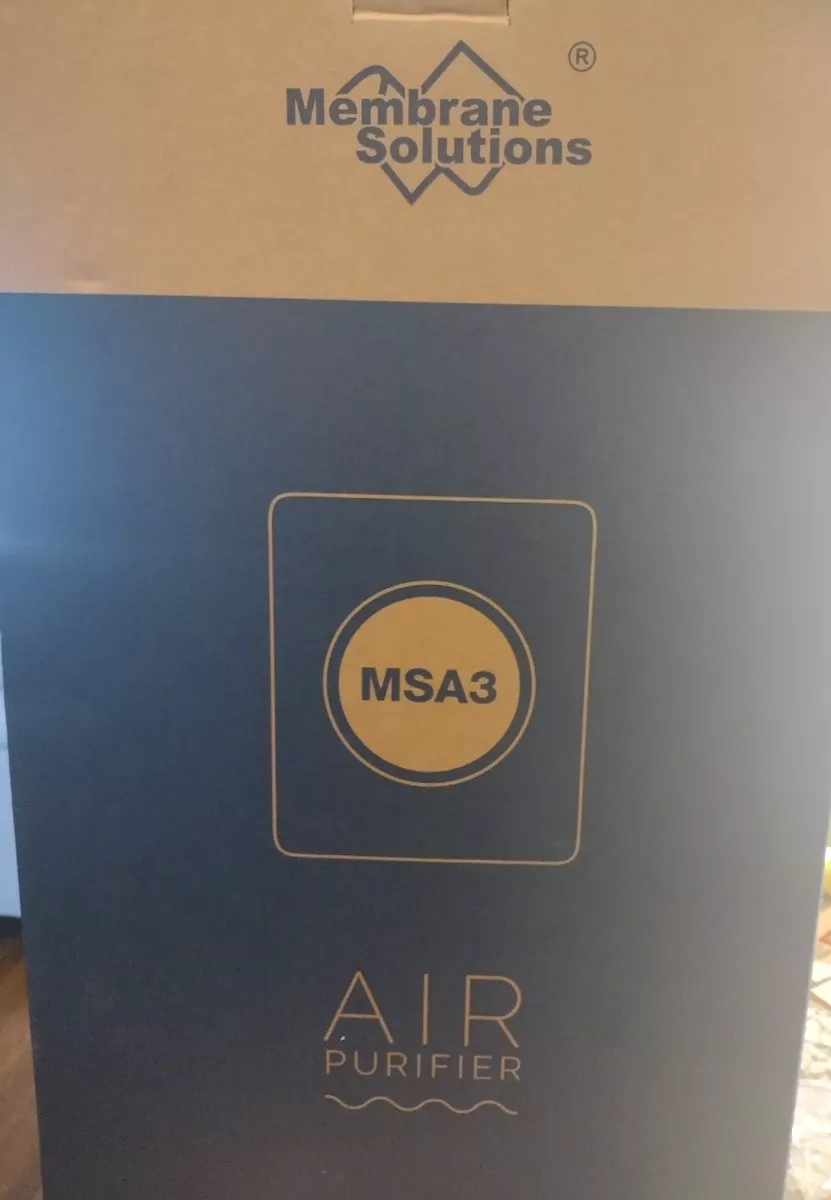 Membrane
Solutions
®
MSA3
AIR
PURIFIER